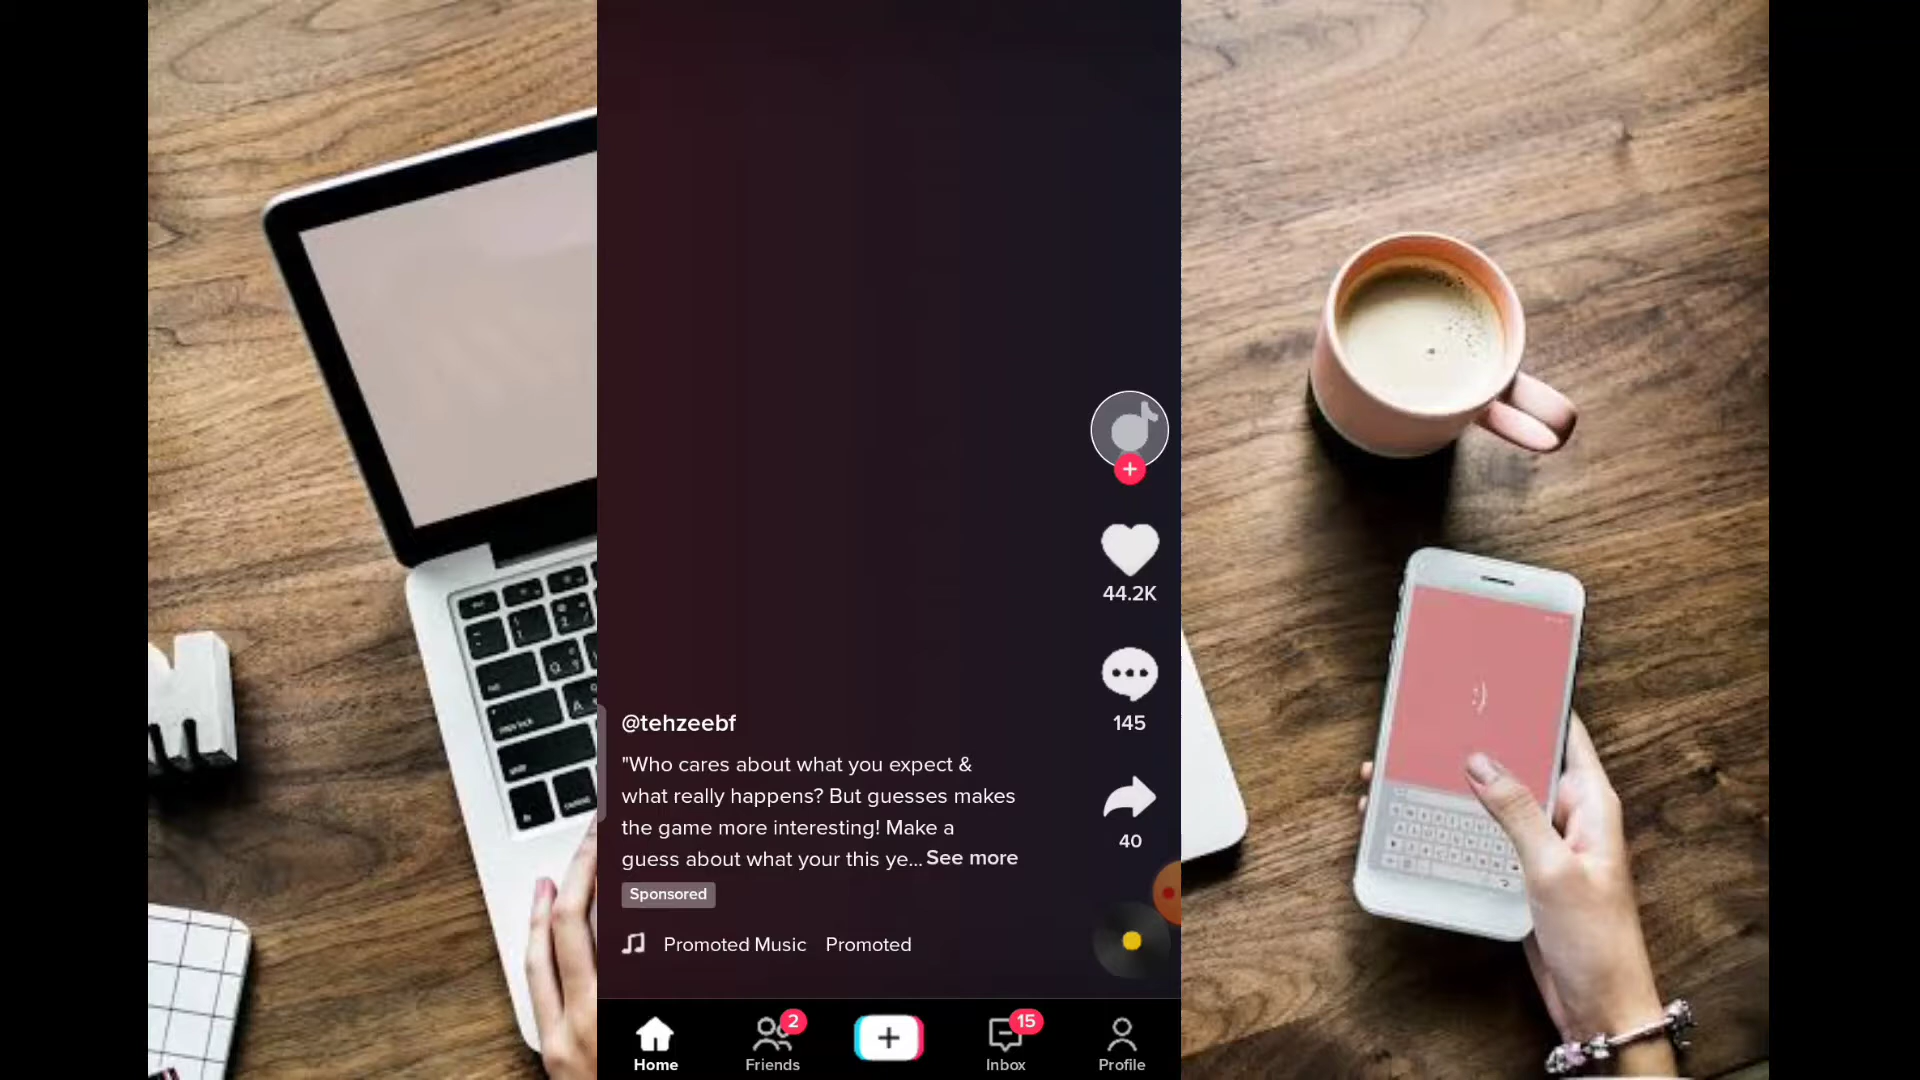 44.2K
145
40
@tehzeebf
"Who cares about what you expect &
what really happens? But guesses makes
the game more interesting! Make a
guess about what your this ye... See more
Sponsored
Promoted Music Promoted
2
15
Home
Friends
Inbox
Profile
:)